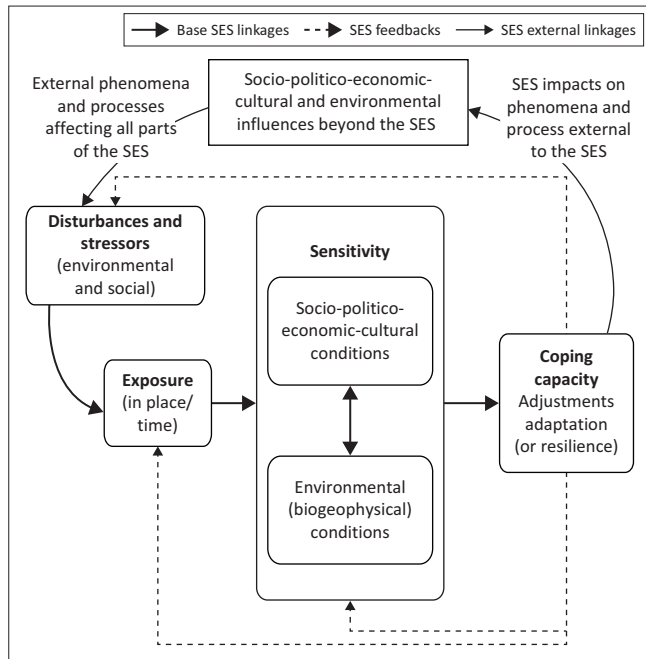 Base SES linkages
SES feedbacks
SES external linkages
External phenomena
and processes
affecting all parts
of the SES
Socio-politico-economic-
cultural and environmental
influences beyond the SES
SES impacts on
phenomena and
process external
to the SES
Disturbances and
stressors
(environmental
and social)
Exposure
(in place/
time)
Sensitivity
Socio-politico-
economic-cultural
conditions
Environmental
(biogeophysical)
conditions
Coping
capacity
Adjustments
adaptation
(or resilience)